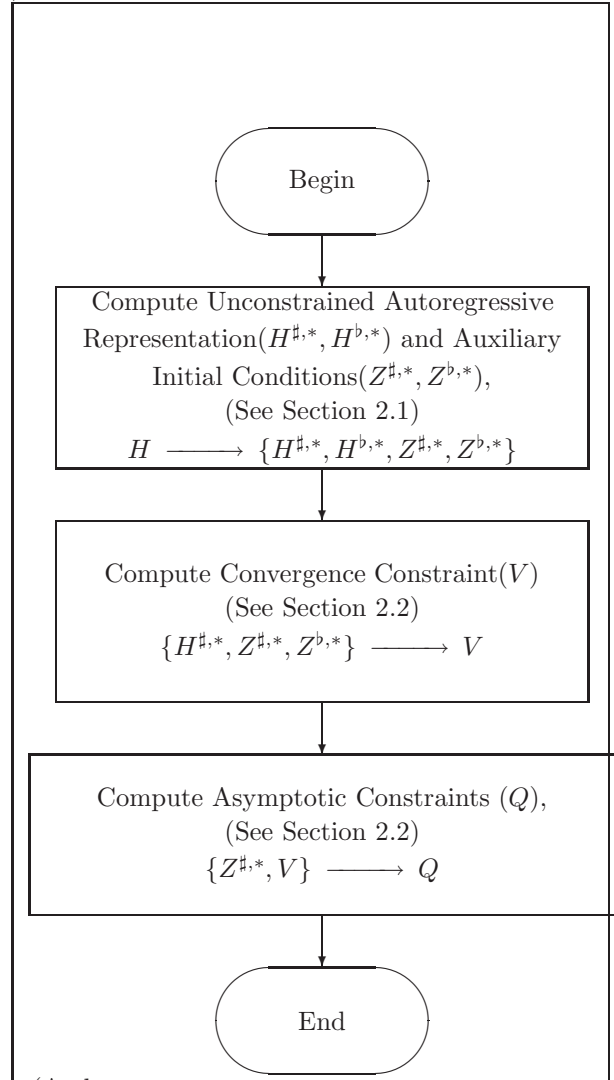 Begin
Compute Unconstrained Autoregressive
Representation(H^{♯,∗}, H^{♭,∗}) and Auxiliary
Initial Conditions(Z^{♯,∗}, Z^{♭,∗}),
(See Section 2.1)
H ⟶ {H^{♯,∗}, H^{♭,∗}, Z^{♯,∗}, Z^{♭,∗}}
Compute Convergence Constraint(V)
(See Section 2.2)
{H^{♯,∗}, Z^{♯,∗}, Z^{♭,∗}} ⟶ V
Compute Asymptotic Constraints (Q),
(See Section 2.2)
{Z^{♯,∗}, V} ⟶ Q
End